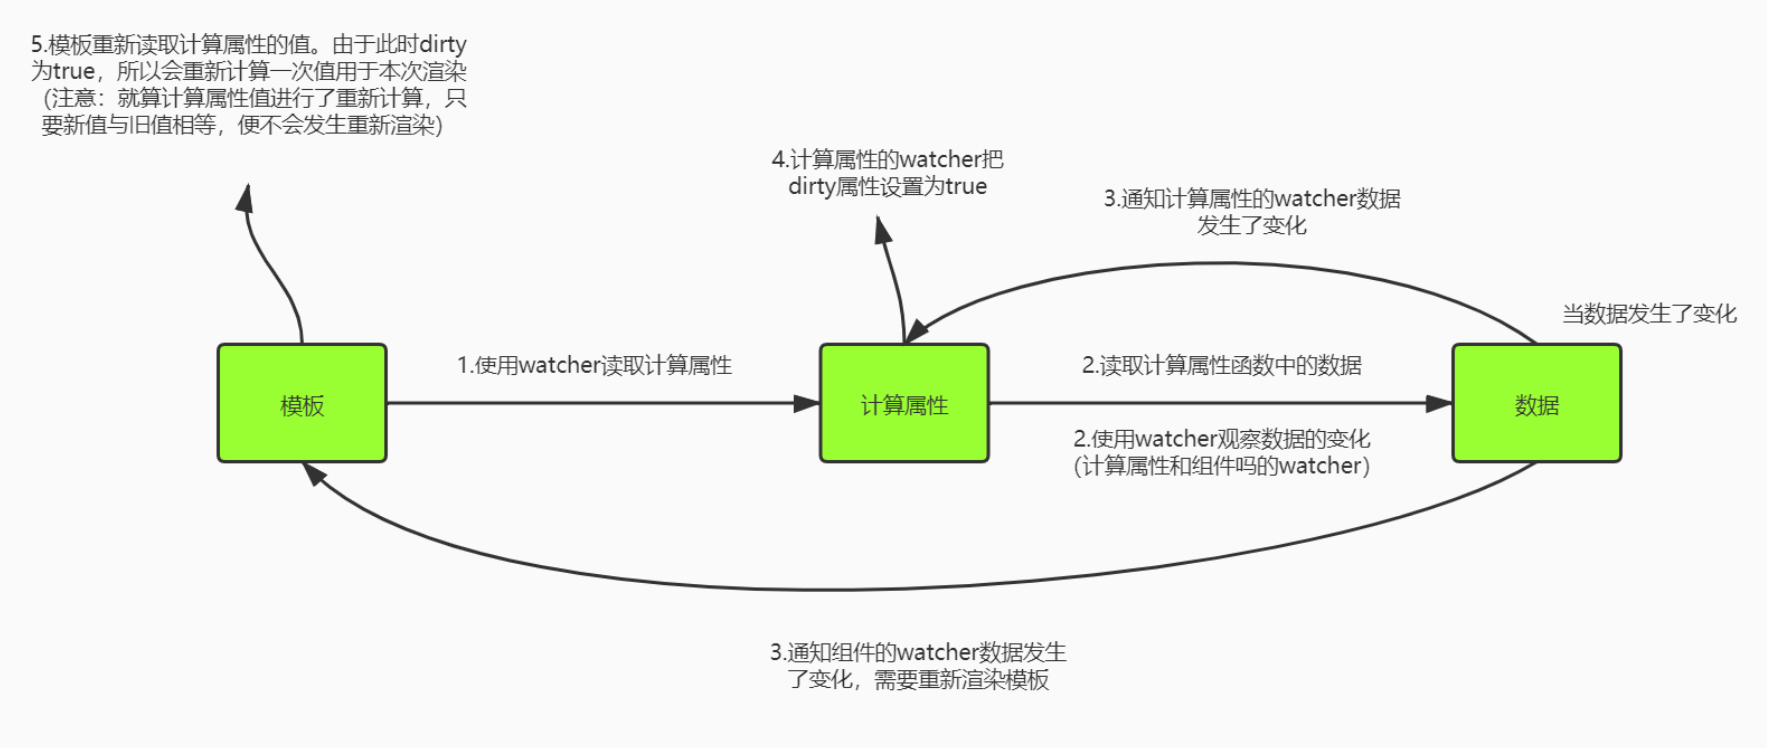 5.模板重新读取计算属性的值。由于此时dirty
为true，所以会重新计算一次值用于本次渲染
（注意：就算计算属性值进行了重新计算，只
要新值与旧值相等，便不会发生重新渲染）
4.计算属性的watcher把
dirty属性设置为true
3.通知计算属性的watcher数据
发生了变化
当数据发生了变化
模板
1.使用watcher读取计算属性
计算属性
2.读取计算属性函数中的数据
2.使用watcher观察数据的变化
（计算属性和组件吗的watcher）
数据
3.通知组件的watcher数据发生
了变化，需要重新渲染模板